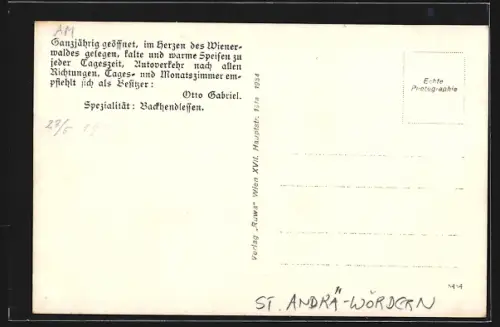 AM
Ganzjährig geöffnet, im Herzen des Wiener-
waldes gelegen, kalte und warme Speisen zu
jeder Tageszeit, Autoverkehr nach allen
Richtungen, Tages- und Monatszimmer em-
pfiehlt sich als Besitzer:
Otto Gabriel.
Spezialität: Backhendlessen.
Verlag „Ruwa" Wien XVII. Hauptstr.
1934
Echte
Photographie
ST. ANDRÄ-WÖRDERN